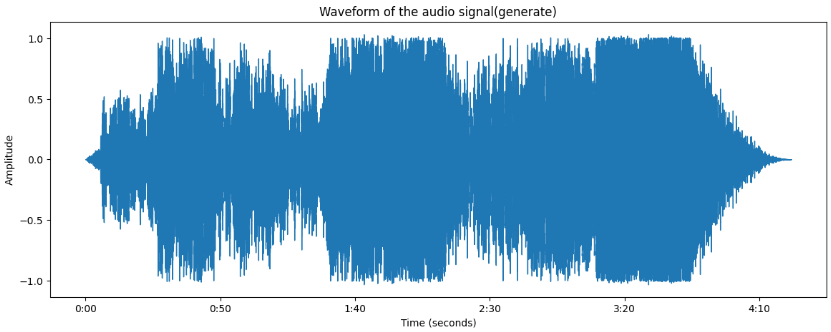 Waveform of the audio signal(generate)
1.0
0.5
0.0
−0.5
−1.0
Amplitude
0:00 0:50 1:40 2:30 3:20 4:10
Time (seconds)